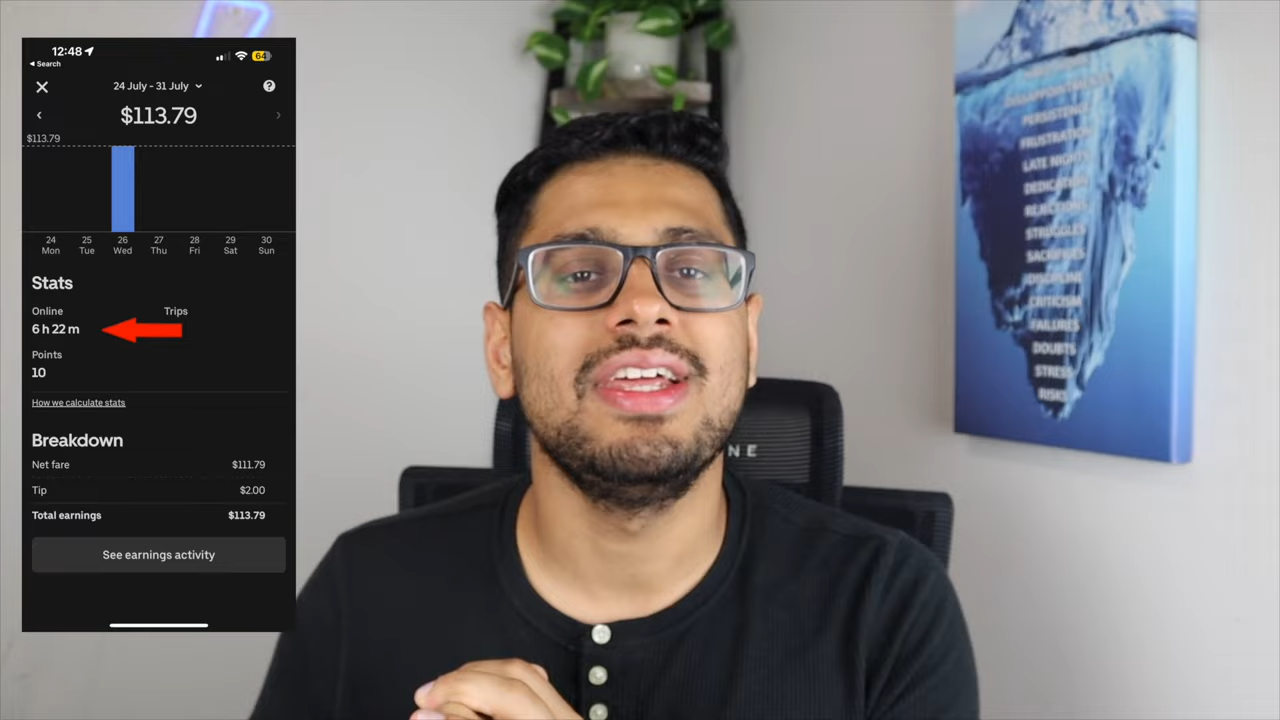 12:48
64
Search
24 July - 31 July
$113.79
$113.79
24 25 26 27 28 29 30
Mon Tue Wed Thu Fri Sat Sun
Stats
Online Trips
6 h 22 m
Points
10
How we calculate stats
Breakdown
Net fare $111.79
Tip $2.00
Total earnings $113.79
See earnings activity
NE
PERSISTENCE
FRUSTRATION
LATE NIGHTS
DEDICATION
REJECTIONS
STRUGGLES
SACRIFICES
DISCIPLINE
CRITICISM
FAILURES
DOUBTS
STRESS
RISKS